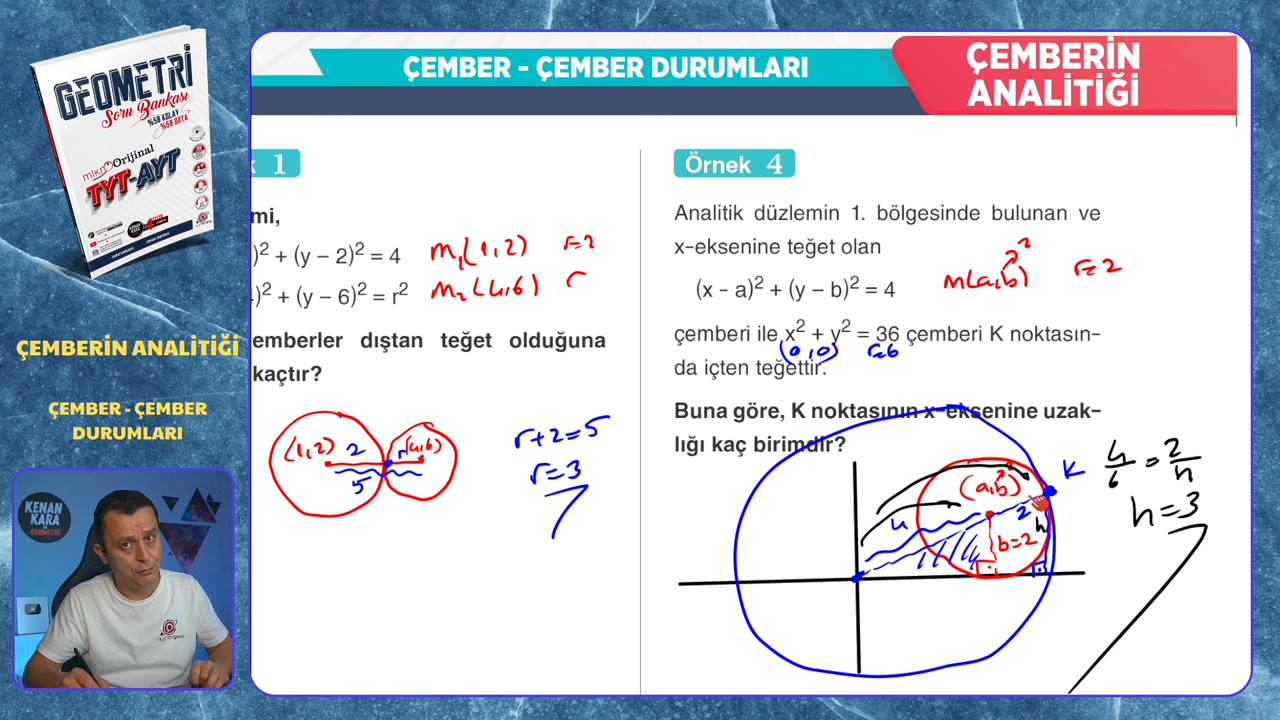 GEOMETRİ
Soru Bankası
%50 KOLAY
%50 ORTA
mikro Orijinal
TYT-AYT
ÇEMBERİN ANALİTİĞİ
ÇEMBER - ÇEMBER
DURUMLARI
KENAN
KARA
GEOMETRİ
ÇEMBER - ÇEMBER DURUMLARI
ÇEMBERİN
ANALİTİĞİ
k 1
mi,
)² + (y – 2)² = 4 M₁(1,2) r=2
)² + (y – 6)² = r² M₂(4,6) r
emberler dıştan teğet olduğuna
kaçtır?
(1,2) 2 r (4,6)
5
r+2=5
r=3
Örnek 4
Analitik düzlemin 1. bölgesinde bulunan ve
x-eksenine teğet olan
(x - a)² + (y – b)² = 4 M(a,b) 2 r=2
çemberi ile x² + y² = 36 çemberi K noktasın-
(0,0) r=6
da içten teğettir.
Buna göre, K noktasının x-eksenine uzak-
lığı kaç birimdir?
K
(a,b)
4 2 h
b=2
4/6 = 2/h
h=3